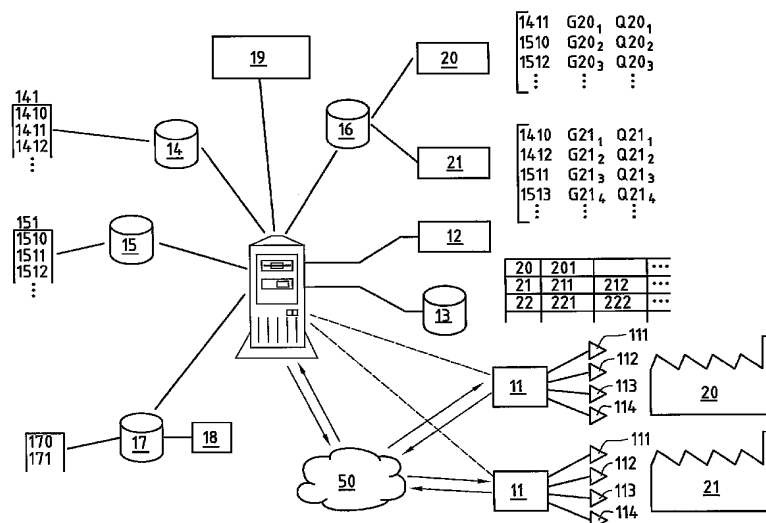 19
20
1411 G20₁ Q20₁
1510 G20₂ Q20₂
1512 G20₃ Q20₃
⋮ ⋮ ⋮
16
141
1410
1411
1412
⋮
14
21
1410 G21₁ Q21₁
1412 G21₂ Q21₂
1511 G21₃ Q21₃
1513 G21₄ Q21₄
⋮ ⋮ ⋮
151
1510
1511
1512
⋮
15
12
13
20 201 ...
21 211 212 ...
22 221 222 ...
11
111
112
113
114
20
170
171
17
18
50
11
111
112
113
114
21